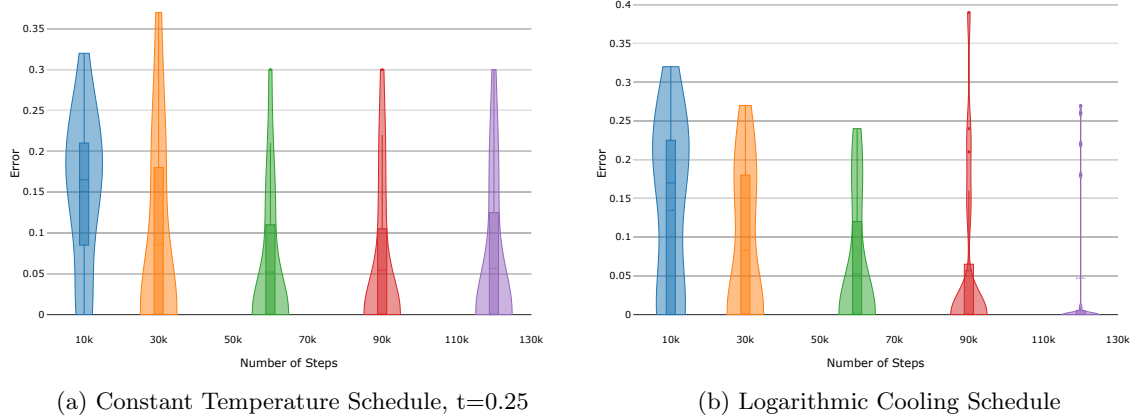 0.35
0.3
0.25
0.2
0.15
0.1
0.05
0
Error
10k
30k
50k
70k
90k
110k
130k
Number of Steps
(a) Constant Temperature Schedule, t=0.25
0.4
0.35
0.3
0.25
0.2
0.15
0.1
0.05
0
Error
10k
30k
50k
70k
90k
110k
130k
Number of Steps
(b) Logarithmic Cooling Schedule